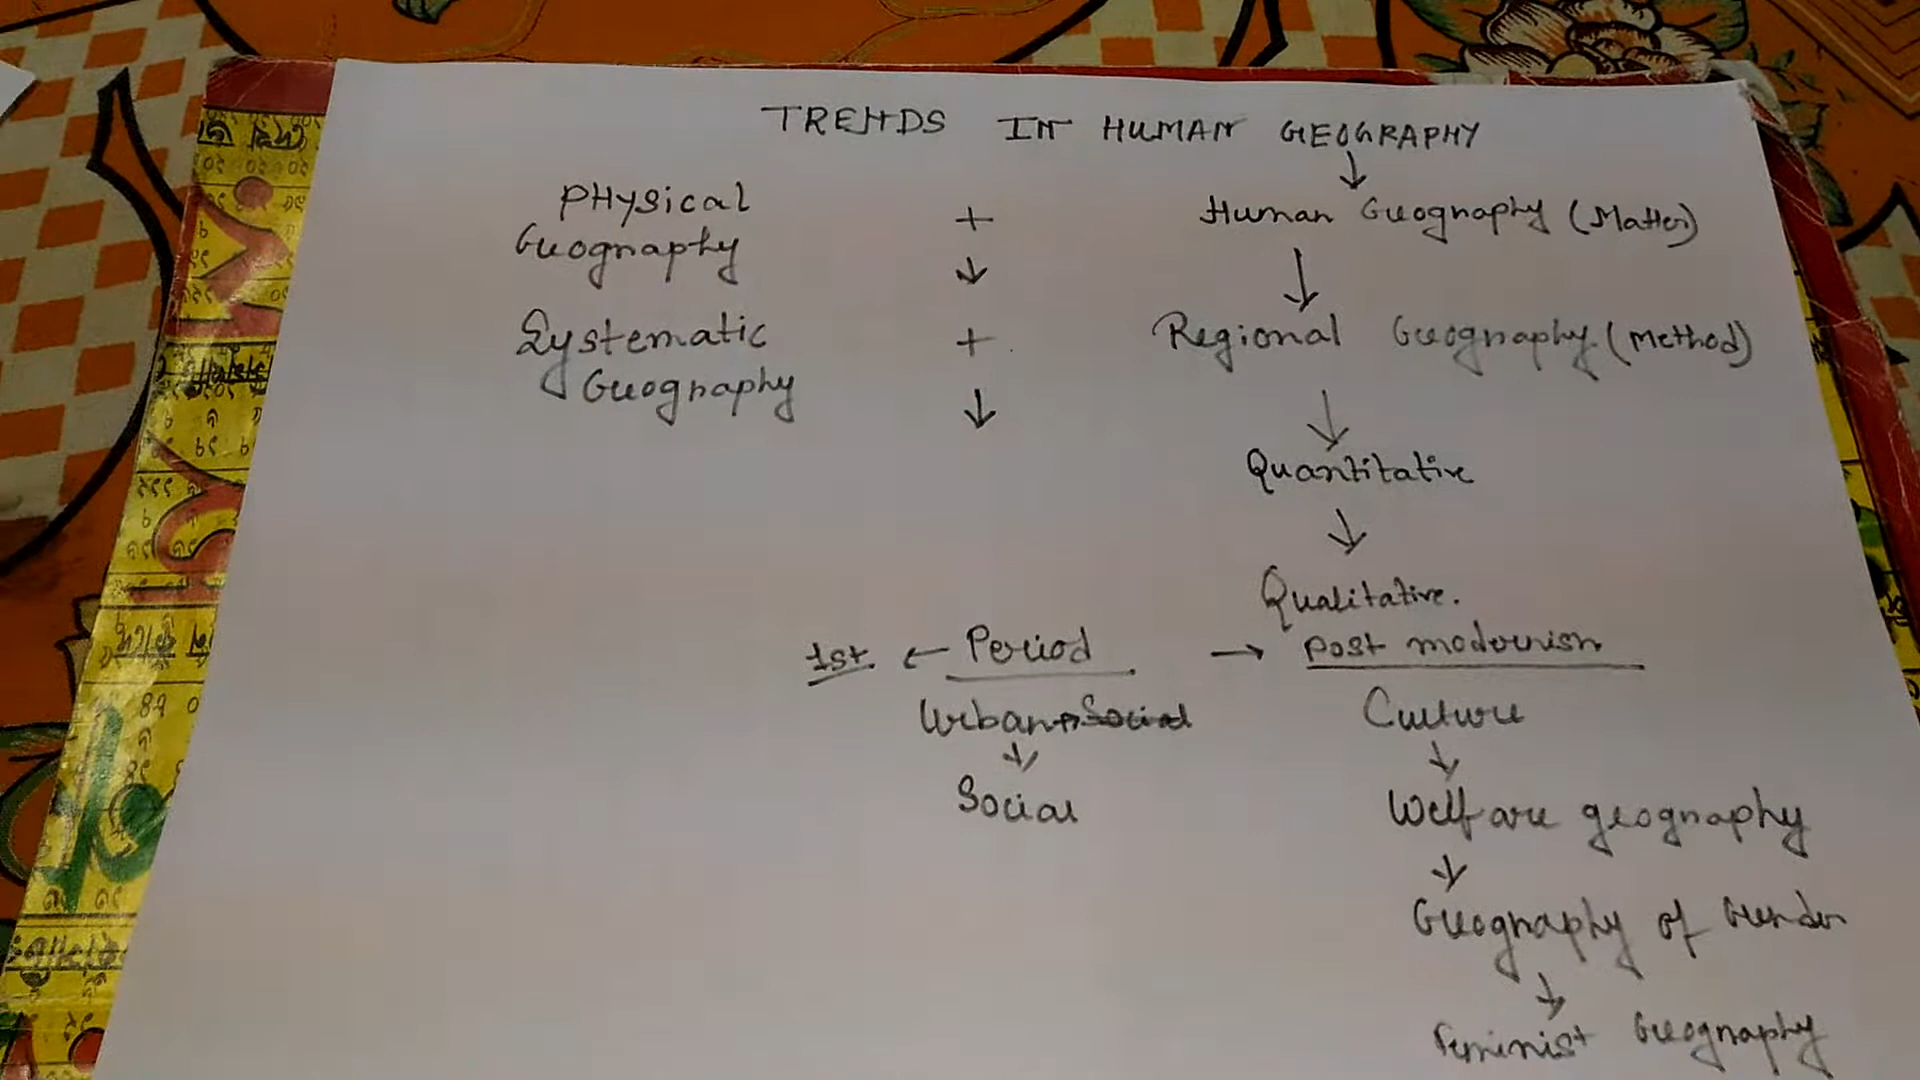 TRENDS IN HUMAN GEOGRAPHY
↓
PHysical + Human Geography (Matter)
Geography ↓ ↓
Systematic + Regional Geography. (Method)
Geography ↓ ↓
Quantitative
↓
Qualitative.
1st. ← Period → Post modernism
Urban + Social Culture
↓ ↓
Social Welfare geography
↓
Geography of Gender
↓
Feminist Geography